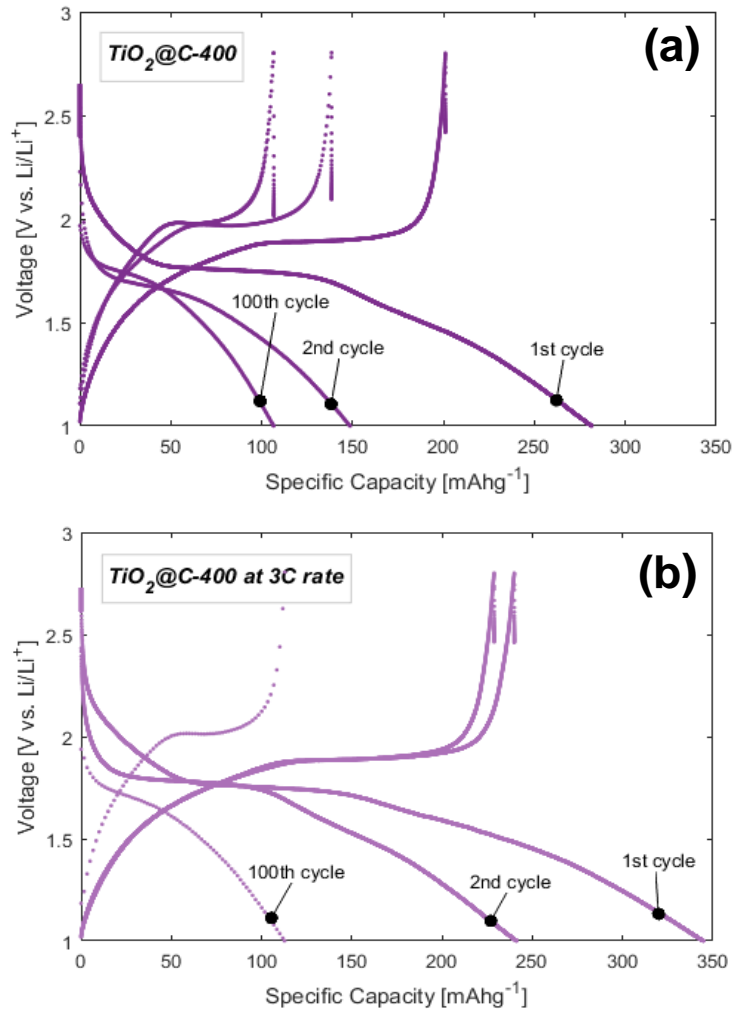 (a)
TiO2@C-400
3
2.5
2
1.5
1
Voltage [V vs. Li/Li+]
100th cycle
2nd cycle
1st cycle
0 50 100 150 200 250 300 350
Specific Capacity [mAhg-1]
(b)
TiO2@C-400 at 3C rate
3
2.5
2
1.5
1
Voltage [V vs. Li/Li+]
100th cycle
2nd cycle
1st cycle
0 50 100 150 200 250 300 350
Specific Capacity [mAhg-1]